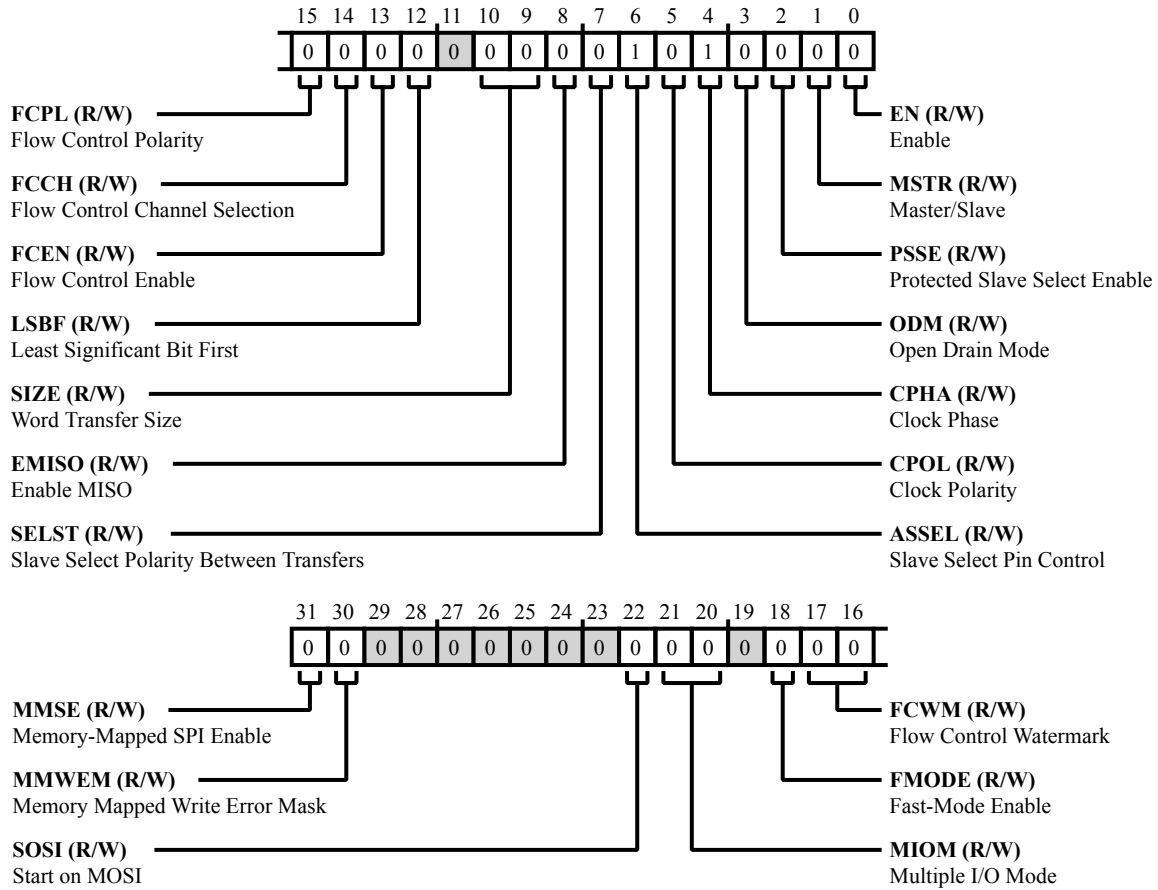 15 14 13 12 11 10 9 8 7 6 5 4 3 2 1 0
0 0 0 0 0 0 0 0 0 1 0 1 0 0 0 0
FCPL (R/W)
Flow Control Polarity
FCCH (R/W)
Flow Control Channel Selection
FCEN (R/W)
Flow Control Enable
LSBF (R/W)
Least Significant Bit First
SIZE (R/W)
Word Transfer Size
EMISO (R/W)
Enable MISO
SELST (R/W)
Slave Select Polarity Between Transfers
EN (R/W)
Enable
MSTR (R/W)
Master/Slave
PSSE (R/W)
Protected Slave Select Enable
ODM (R/W)
Open Drain Mode
CPHA (R/W)
Clock Phase
CPOL (R/W)
Clock Polarity
ASSEL (R/W)
Slave Select Pin Control
31 30 29 28 27 26 25 24 23 22 21 20 19 18 17 16
0 0 0 0 0 0 0 0 0 0 0 0 0 0 0 0
MMSE (R/W)
Memory-Mapped SPI Enable
MMWEM (R/W)
Memory Mapped Write Error Mask
SOSI (R/W)
Start on MOSI
FCWM (R/W)
Flow Control Watermark
FMODE (R/W)
Fast-Mode Enable
MIOM (R/W)
Multiple I/O Mode